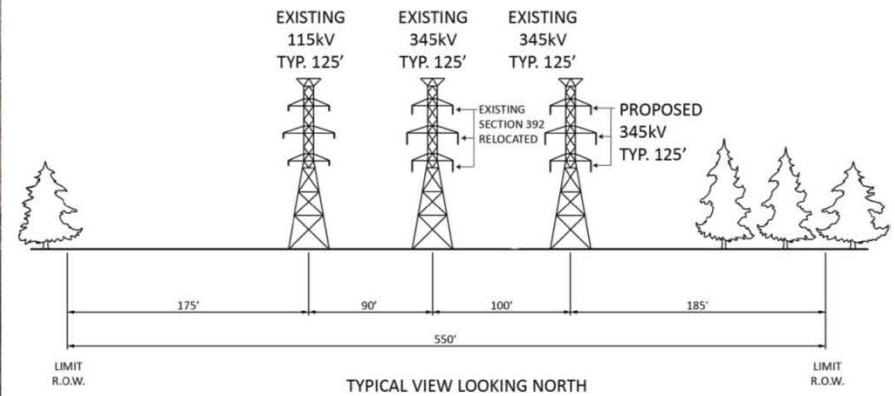 EXISTING
115kV
TYP. 125'
EXISTING
345kV
TYP. 125'
EXISTING
345kV
TYP. 125'
EXISTING
SECTION 392
RELOCATED
PROPOSED
345kV
TYP. 125'
175'
90'
100'
185'
550'
LIMIT
R.O.W.
TYPICAL VIEW LOOKING NORTH
LIMIT
R.O.W.